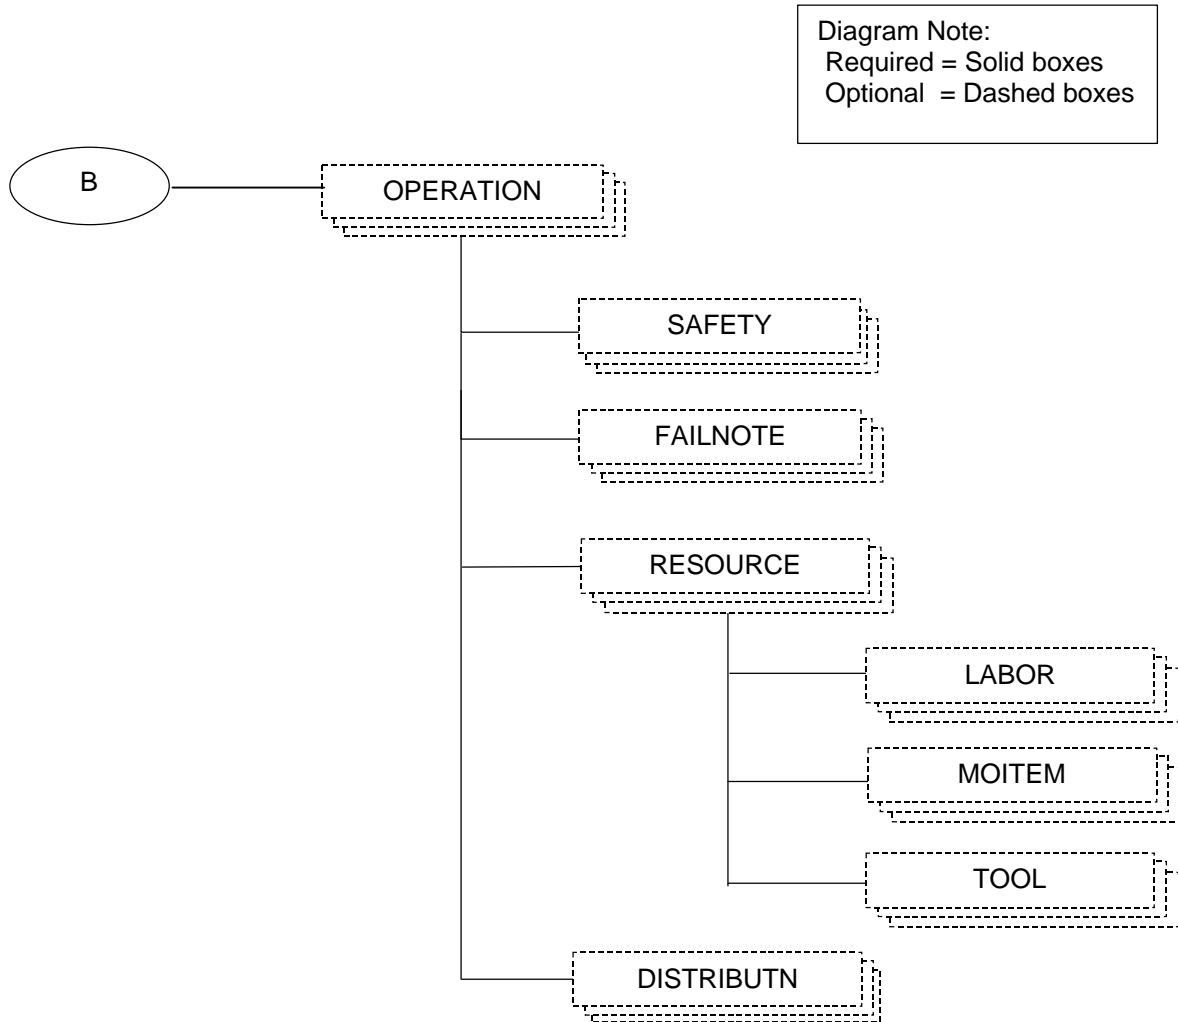 Diagram Note:
Required = Solid boxes
Optional  = Dashed boxes
B
OPERATION
SAFETY
FAILNOTE
RESOURCE
LABOR
MOITEM
TOOL
DISTRIBUTN